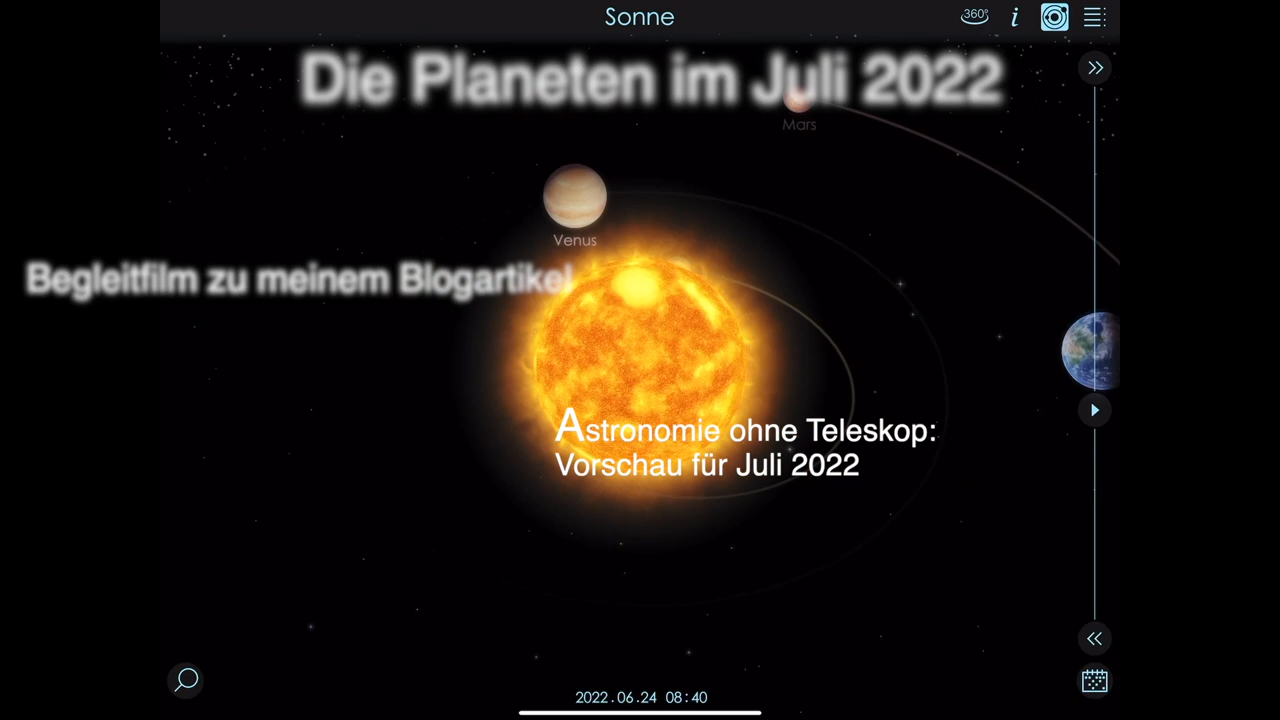 Sonne
360°
i
Die Planeten im Juli 2022
Mars
Venus
Begleitfilm zu meinem Blogartikel
Astronomie ohne Teleskop:
Vorschau für Juli 2022
2022.06.24 08:40